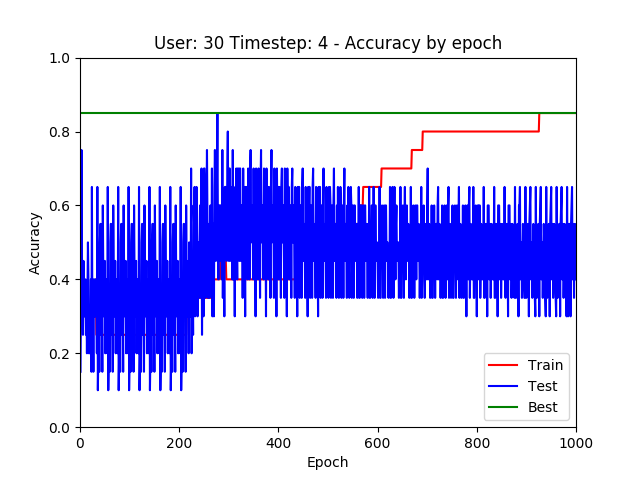 User: 30 Timestep: 4 - Accuracy by epoch
1.0
0.8
0.6
0.4
0.2
0.0
Accuracy
0 200 400 600 800 1000
Epoch
Train
Test
Best